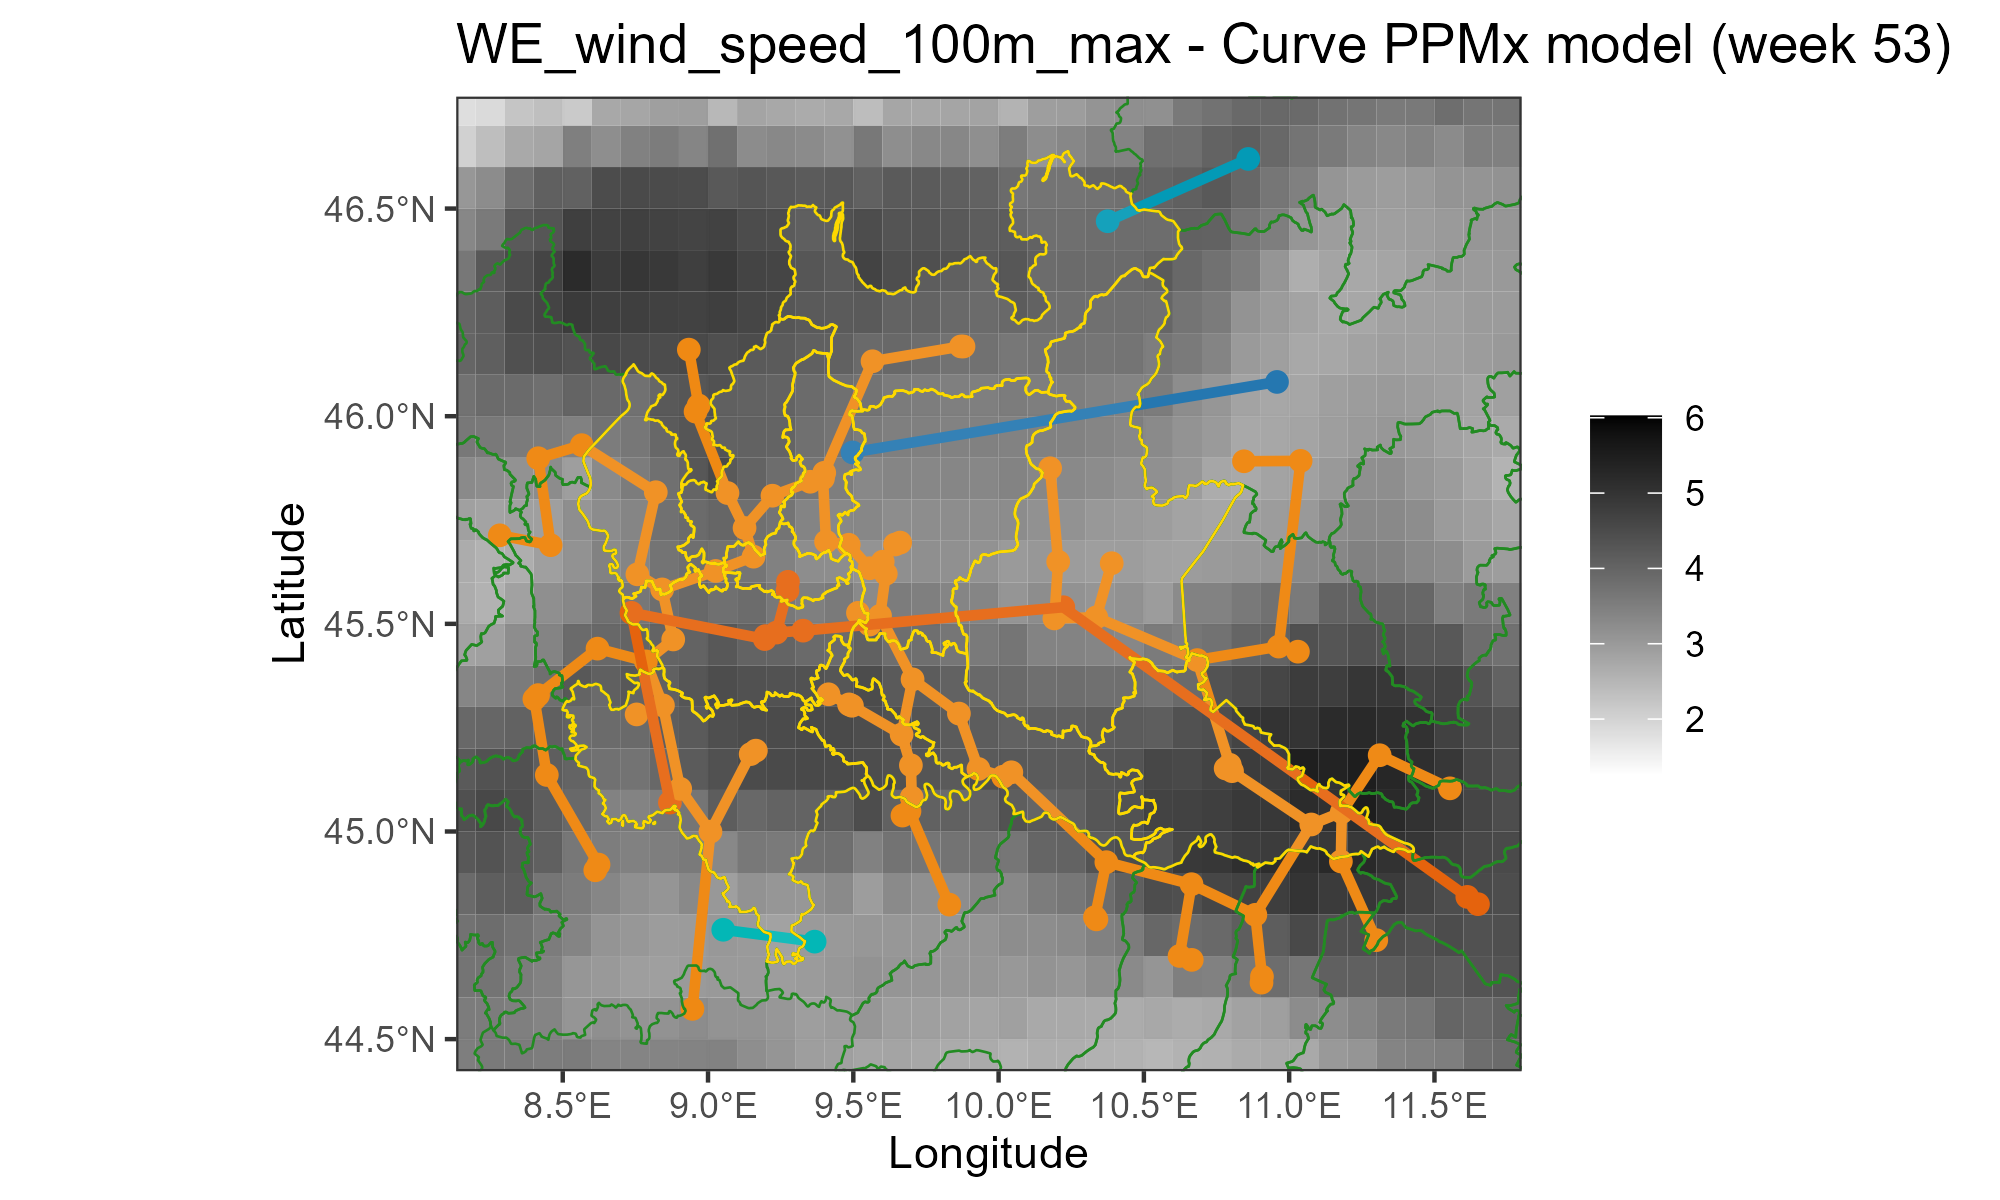 WE_wind_speed_100m_max - Curve PPMx model (week 53)
46.5°N
46.0°N
45.5°N
45.0°N
44.5°N
Latitude
8.5°E
9.0°E
9.5°E
10.0°E
10.5°E
11.0°E
11.5°E
Longitude
6
5
4
3
2